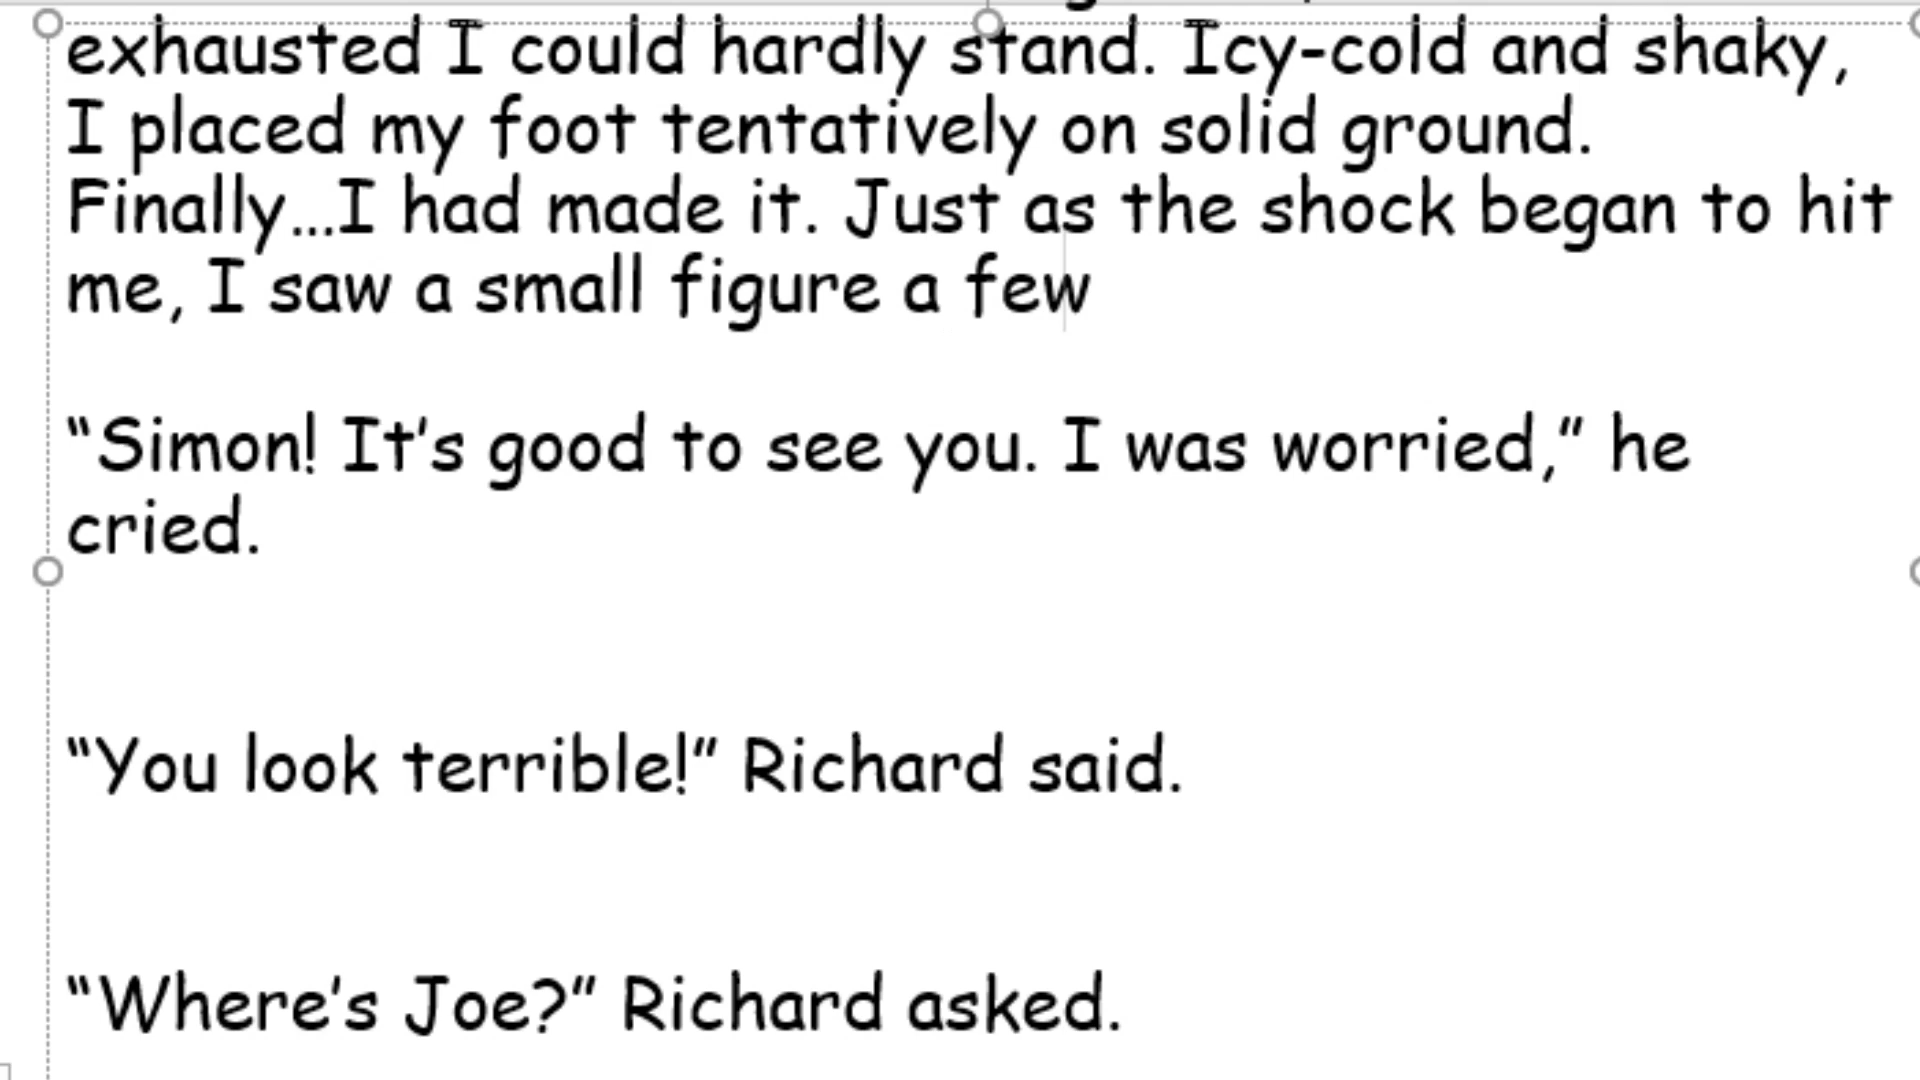 exhausted I could hardly stand. Icy-cold and shaky,
I placed my foot tentatively on solid ground.
Finally…I had made it. Just as the shock began to hit
me, I saw a small figure a few
“Simon! It’s good to see you. I was worried,” he
cried.
“You look terrible!” Richard said.
“Where’s Joe?” Richard asked.